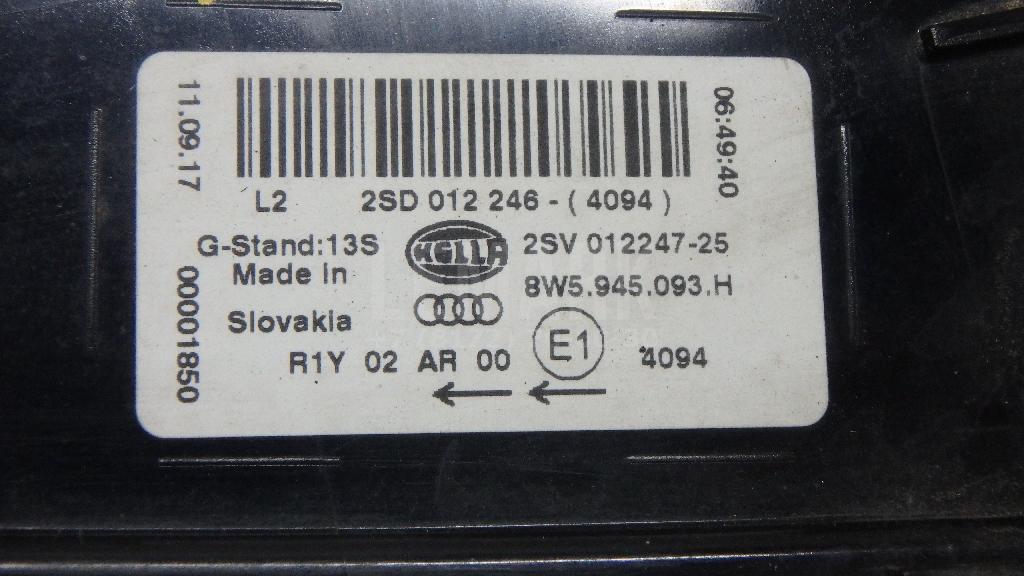 11.09.17
06:49:40
L2 2SD 012 246 - ( 4094 )
G-Stand:13S HELLA 2SV 012247-25
Made in 8W5.945.093.H
Slovakia
00001850
R1Y 02 AR 00 E1 4094